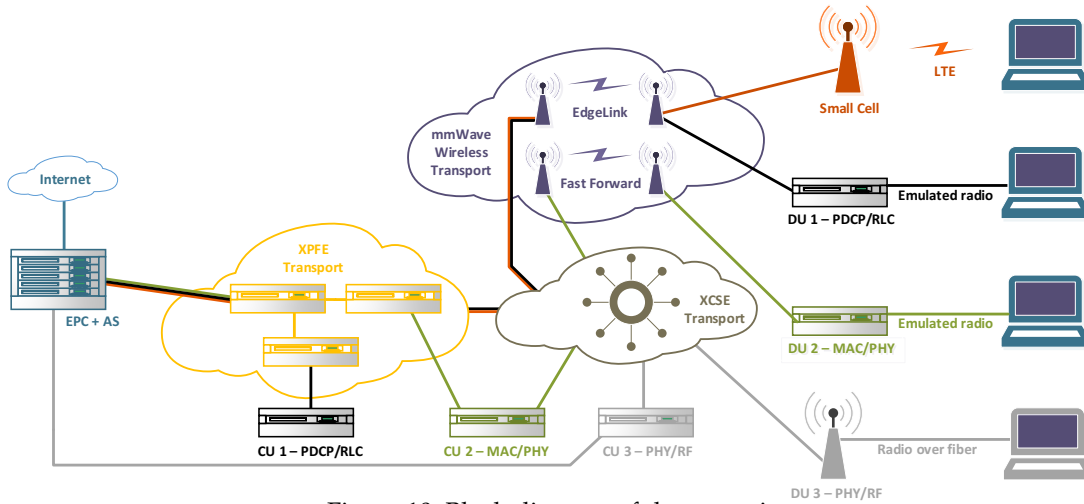 LTE
Small Cell
EdgeLink
mmWave
Wireless
Transport
Fast Forward
Internet
Emulated radio
DU 1 – PDCP/RLC
XPFE
Transport
XCSE
Transport
EPC + AS
Emulated radio
DU 2 – MAC/PHY
CU 1 – PDCP/RLC
CU 2 – MAC/PHY
CU 3 – PHY/RF
Radio over fiber
DU 3 – PHY/RF